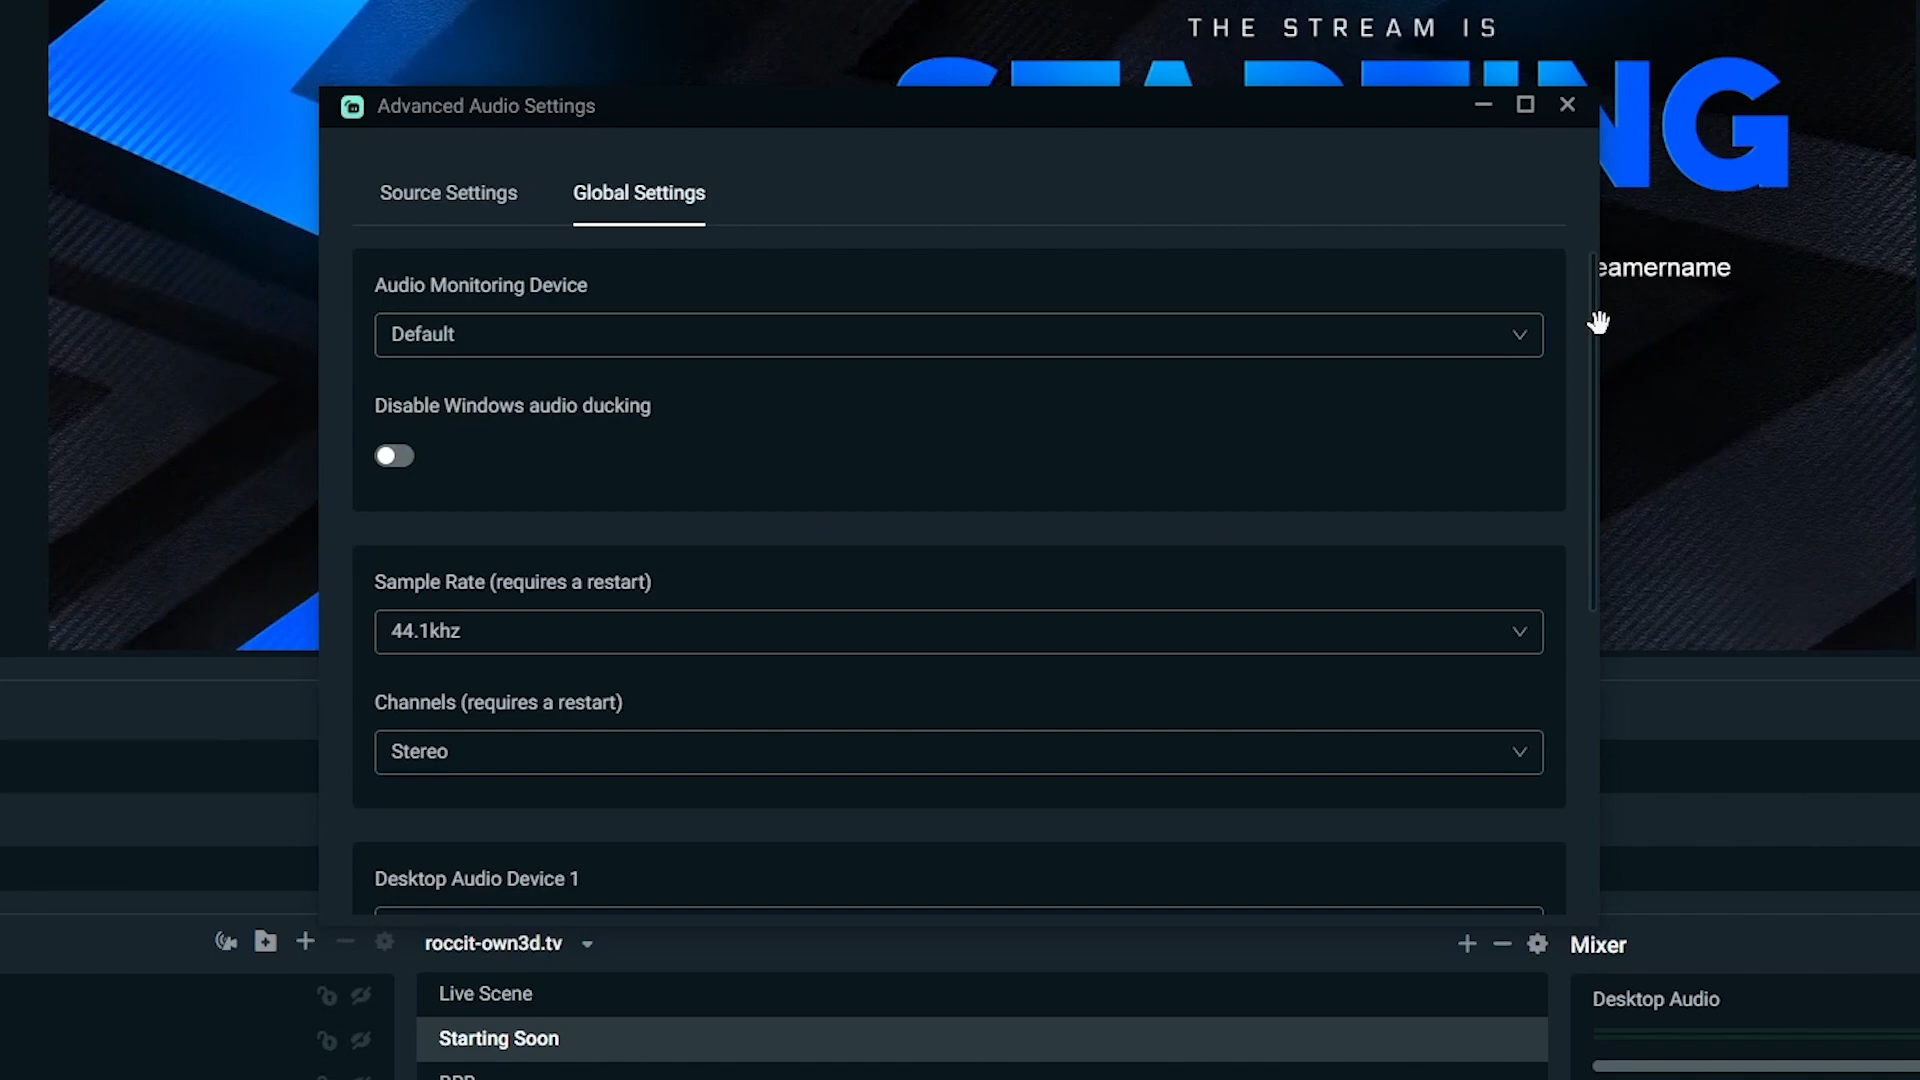 THE STREAM IS
STARTING
Advanced Audio Settings
Source Settings
Global Settings
Audio Monitoring Device
eamername
Default
Disable Windows audio ducking
Sample Rate (requires a restart)
44.1khz
Channels (requires a restart)
Stereo
Desktop Audio Device 1
roccit-own3d.tv
Mixer
Live Scene
Desktop Audio
Starting Soon